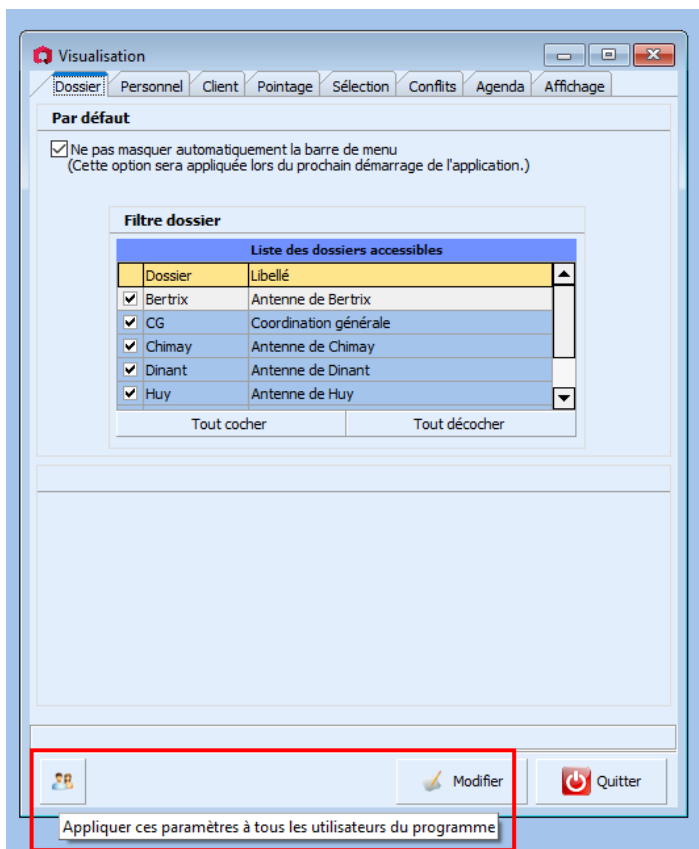 Visualisation
Dossier Personnel Client Pointage Sélection Conflits Agenda Affichage
Par défaut
Ne pas masquer automatiquement la barre de menu
(Cette option sera appliquée lors du prochain démarrage de l'application.)
Filtre dossier
Liste des dossiers accessibles
Dossier Libellé
Bertrix Antenne de Bertrix
CG Coordination générale
Chimay Antenne de Chimay
Dinant Antenne de Dinant
Huy Antenne de Huy
Tout cocher Tout décocher
Modifier Quitter
Appliquer ces paramètres à tous les utilisateurs du programme